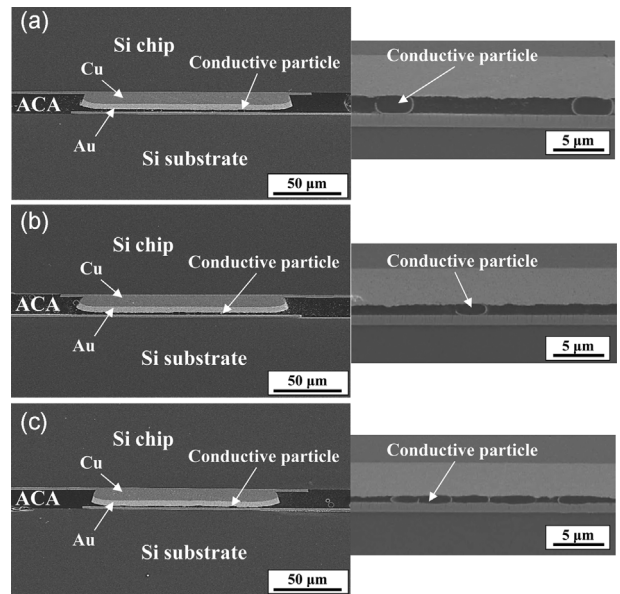 (a)
Si chip
Conductive particle
Cu
ACA
Au
Si substrate
50 μm
Conductive particle
5 μm
(b)
Si chip
Conductive particle
Cu
ACA
Au
Si substrate
50 μm
Conductive particle
5 μm
(c)
Si chip
Conductive particle
Cu
ACA
Au
Si substrate
50 μm
Conductive particle
5 μm